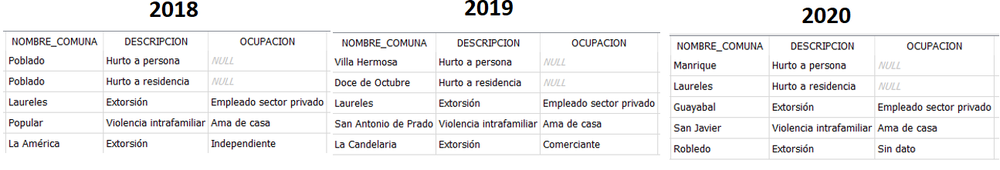 2018
NOMBRE_COMUNA DESCRIPCION OCUPACION
Poblado Hurto a persona NULL
Poblado Hurto a residencia NULL
Laureles Extorsión Empleado sector privado
Popular Violencia intrafamiliar Ama de casa
La América Extorsión Independiente
2019
NOMBRE_COMUNA DESCRIPCION OCUPACION
Villa Hermosa Hurto a persona NULL
Doce de Octubre Hurto a residencia NULL
Laureles Extorsión Empleado sector privado
San Antonio de Prado Violencia intrafamiliar Ama de casa
La Candelaria Extorsión Comerciante
2020
NOMBRE_COMUNA DESCRIPCION OCUPACION
Manrique Hurto a persona NULL
Laureles Hurto a residencia NULL
Guayabal Extorsión Empleado sector privado
San Javier Violencia intrafamiliar Ama de casa
Robledo Extorsión Sin dato